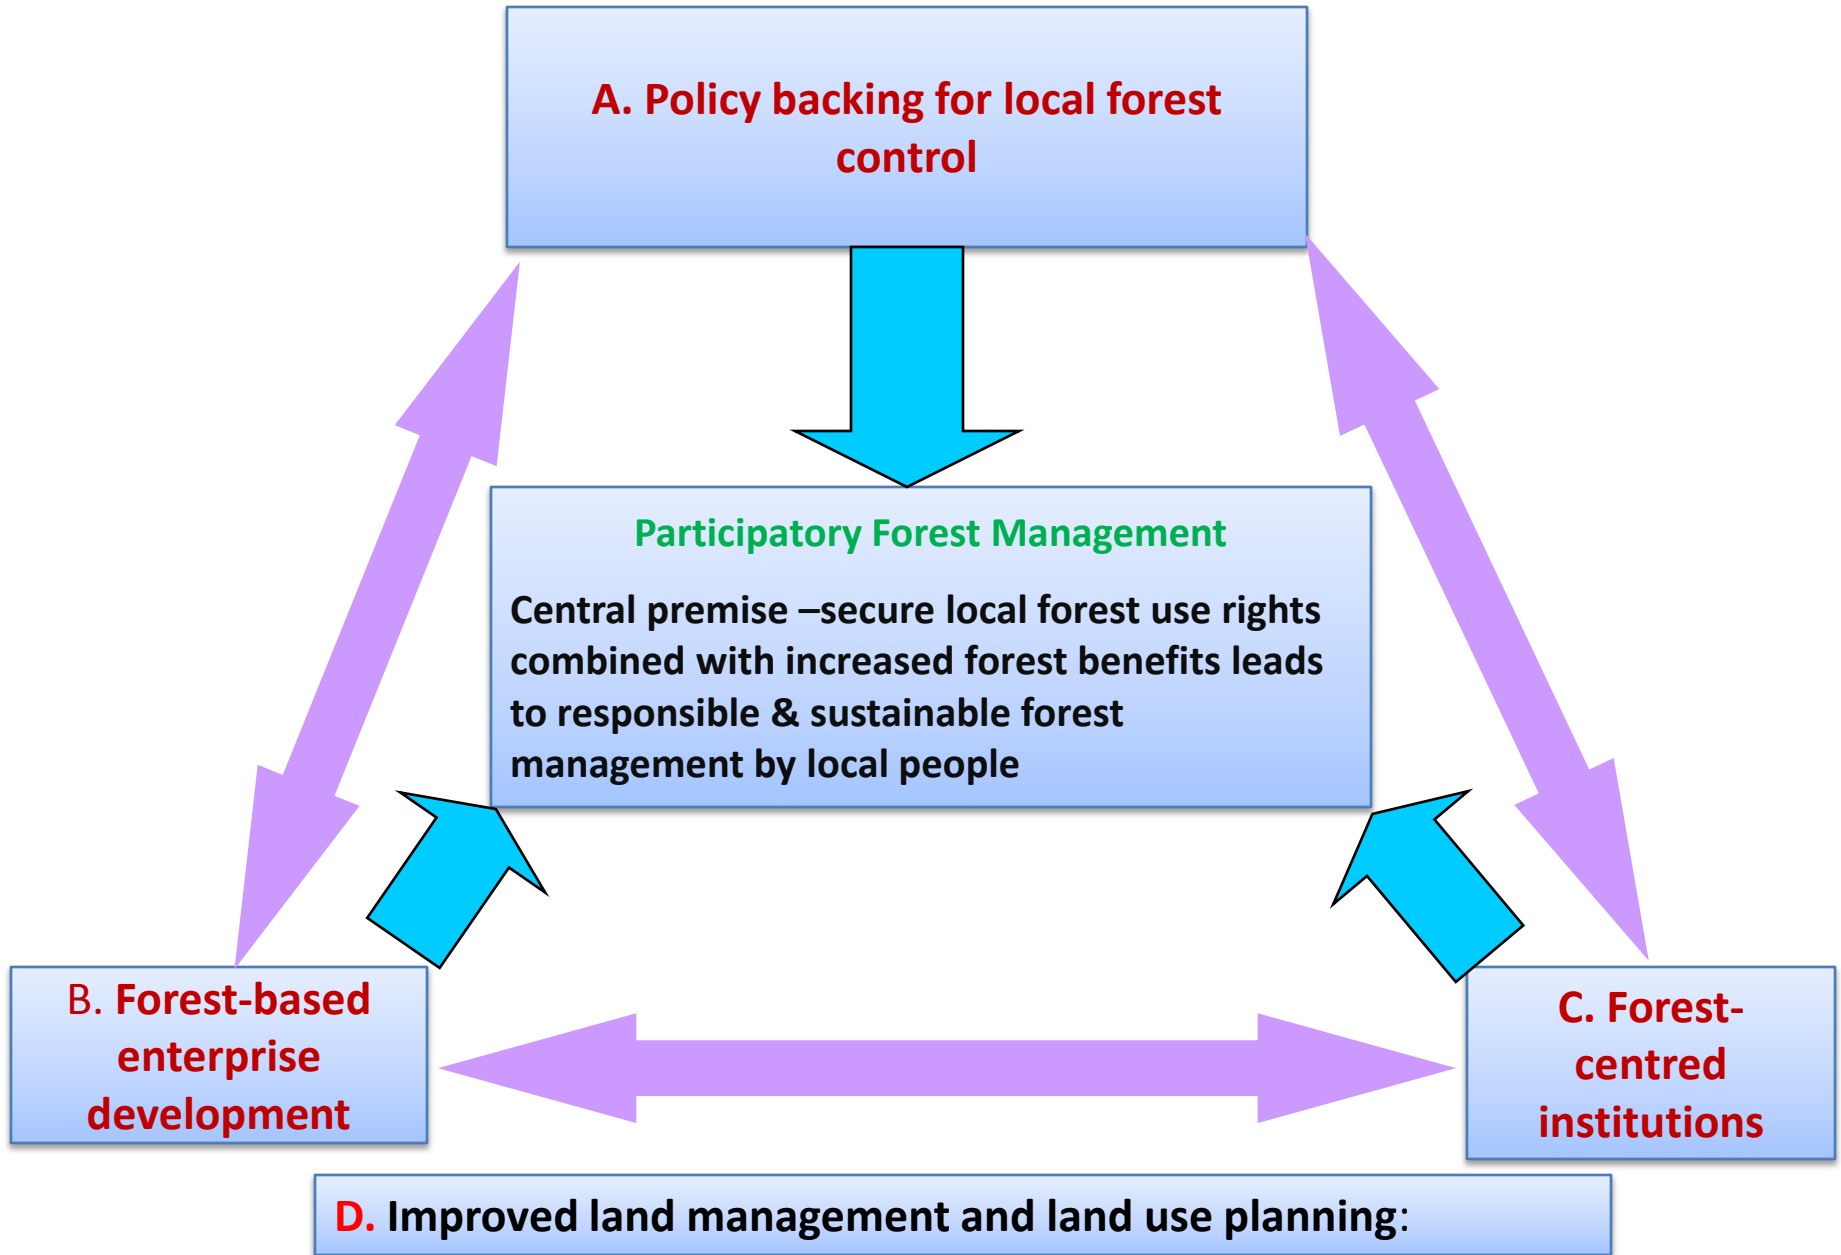 A. Policy backing for local forest
control
Participatory Forest Management
Central premise –secure local forest use rights
combined with increased forest benefits leads
to responsible & sustainable forest
management by local people
B. Forest-based
enterprise
development
C. Forest-
centred
institutions
D. Improved land management and land use planning: